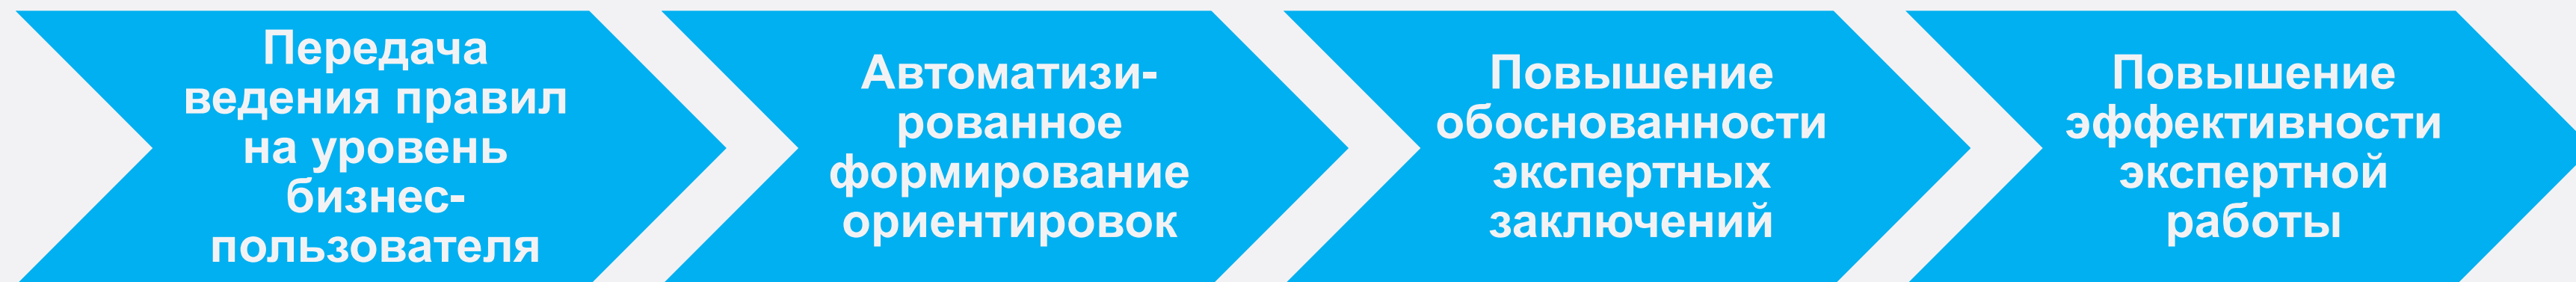 Передача
ведения правил
на уровень
бизнес-
пользователя
Автоматизи-
рованное
формирование
ориентировок
Повышение
обоснованности
экспертных
заключений
Повышение
эффективности
экспертной
работы